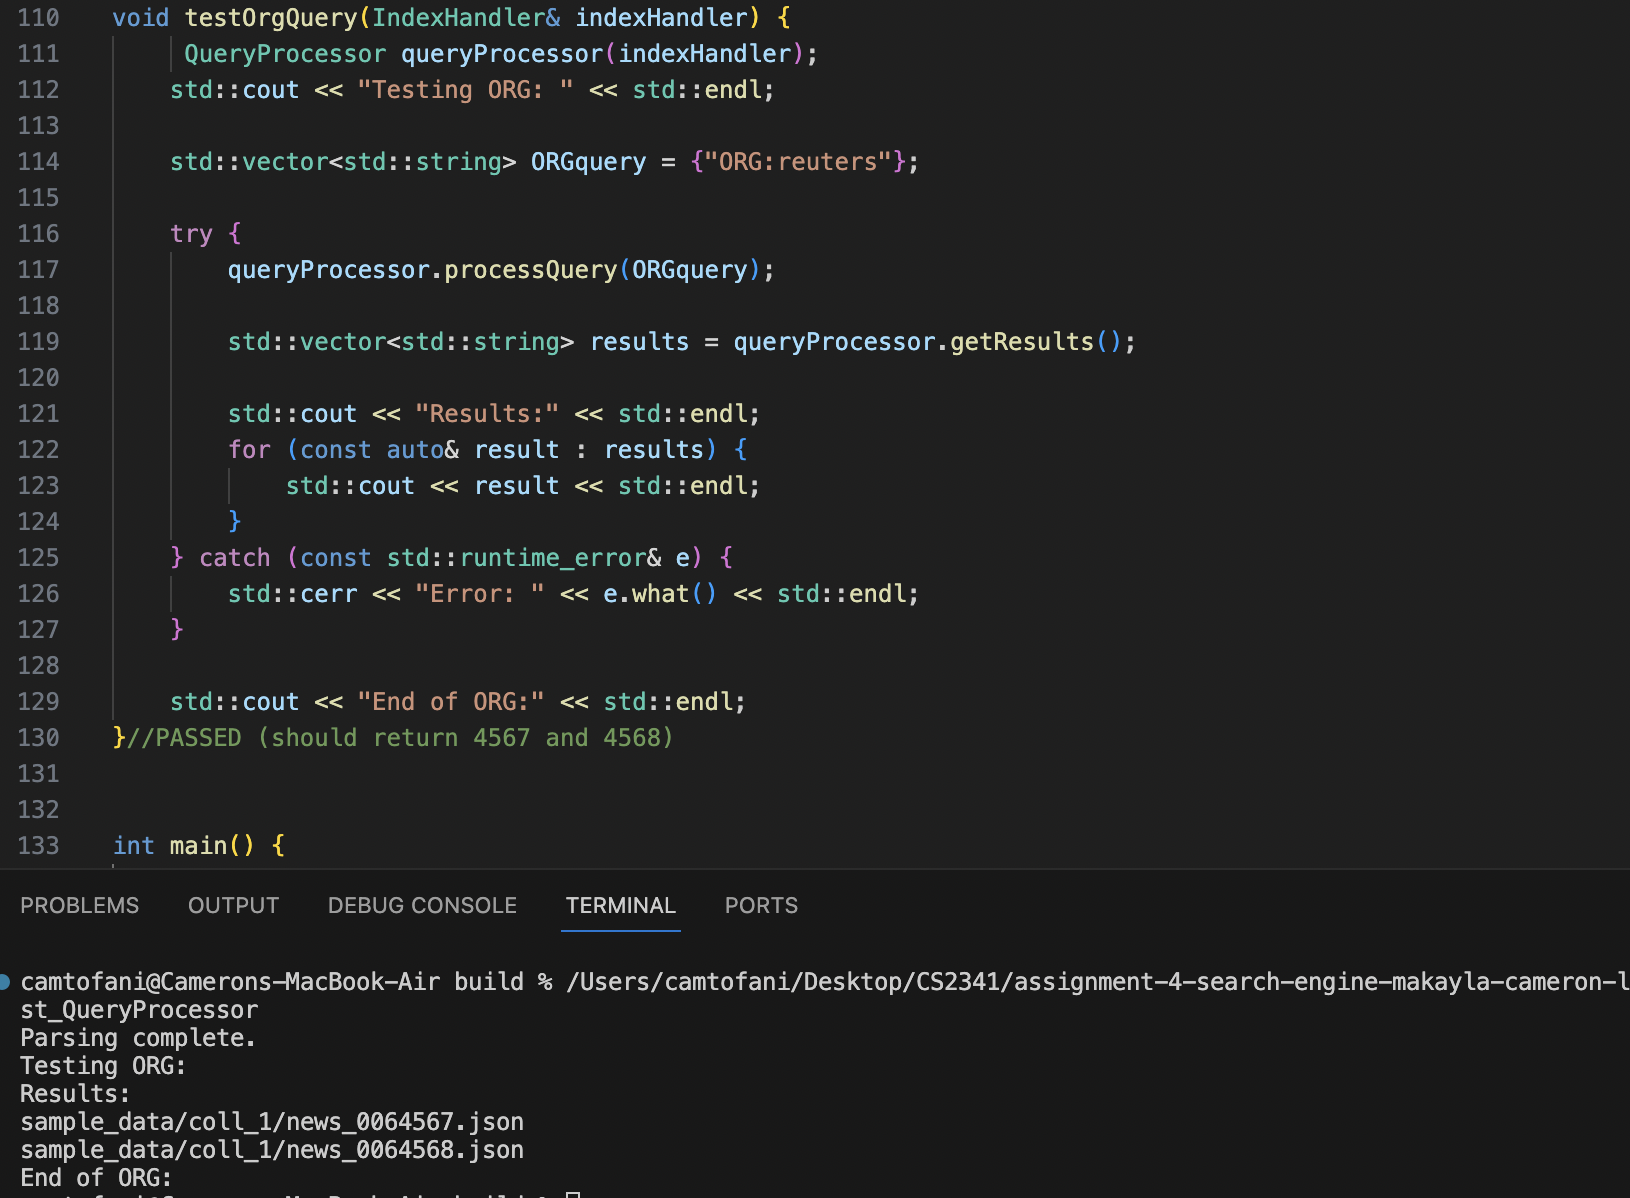 110 void testOrgQuery(IndexHandler& indexHandler) {
111 QueryProcessor queryProcessor(indexHandler);
112 std::cout << "Testing ORG: " << std::endl;
113
114 std::vector<std::string> ORGquery = {"ORG:reuters"};
115
116 try {
117 queryProcessor.processQuery(ORGquery);
118
119 std::vector<std::string> results = queryProcessor.getResults();
120
121 std::cout << "Results:" << std::endl;
122 for (const auto& result : results) {
123 std::cout << result << std::endl;
124 }
125 } catch (const std::runtime_error& e) {
126 std::cerr << "Error: " << e.what() << std::endl;
127 }
128
129 std::cout << "End of ORG:" << std::endl;
130 }//PASSED (should return 4567 and 4568)
131
132
133 int main() {
PROBLEMS OUTPUT DEBUG CONSOLE TERMINAL PORTS
camtofani@Camerons-MacBook-Air build % /Users/camtofani/Desktop/CS2341/assignment-4-search-engine-makayla-cameron-l
st_QueryProcessor
Parsing complete.
Testing ORG:
Results:
sample_data/coll_1/news_0064567.json
sample_data/coll_1/news_0064568.json
End of ORG: